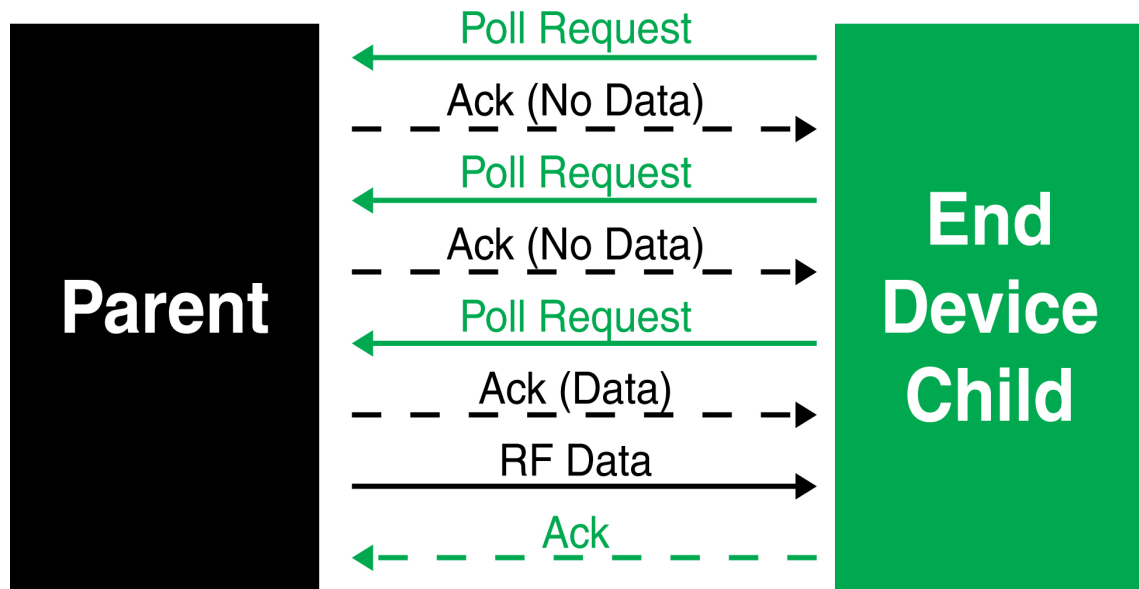 Poll Request
Ack (No Data)
Poll Request
Ack (No Data)
Poll Request
Ack (Data)
RF Data
Ack
Parent
End
Device
Child